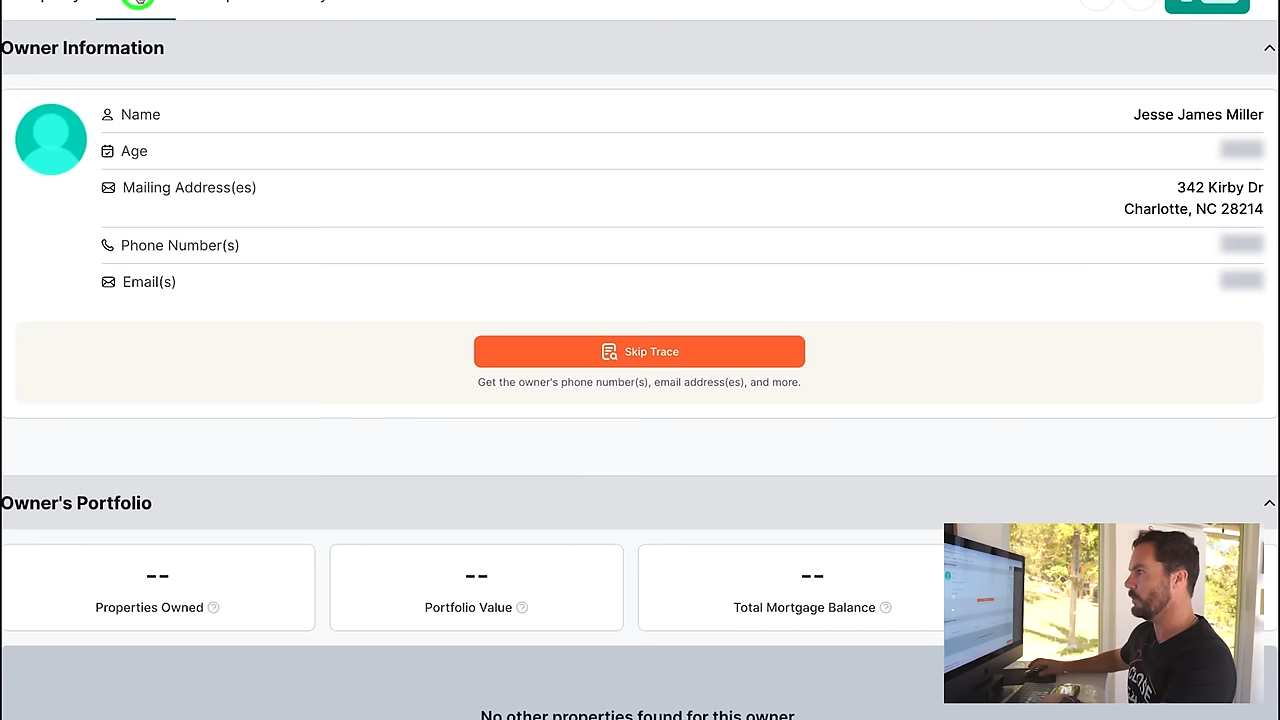 Owner Information
Name
Jesse James Miller
Age
Mailing Address(es)
342 Kirby Dr
Charlotte, NC 28214
Phone Number(s)
Email(s)
Skip Trace
Get the owner's phone number(s), email address(es), and more.
Owner's Portfolio
--
Properties Owned
--
Portfolio Value
--
Total Mortgage Balance
No other properties found for this owner